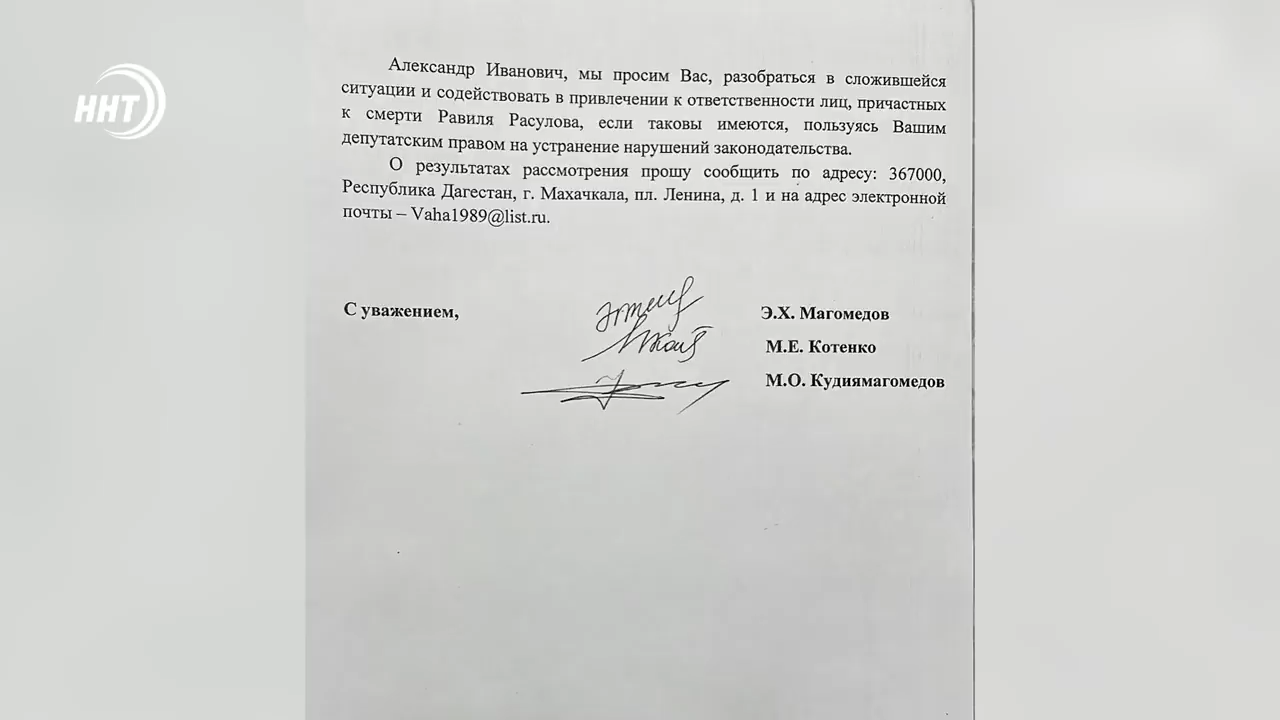 ННТ
Александр Иванович, мы просим Вас, разобраться в сложившейся
ситуации и содействовать в привлечении к ответственности лиц, причастных
к смерти Равиля Расулова, если таковы имеются, пользуясь Вашим
депутатским правом на устранение нарушений законодательства.
О результатах рассмотрения прошу сообщить по адресу: 367000,
Республика Дагестан, г. Махачкала, пл. Ленина, д. 1 и на адрес электронной
почты – Vaha1989@list.ru.
С уважением,
Э.Х. Магомедов
М.Е. Котенко
М.О. Кудиямагомедов